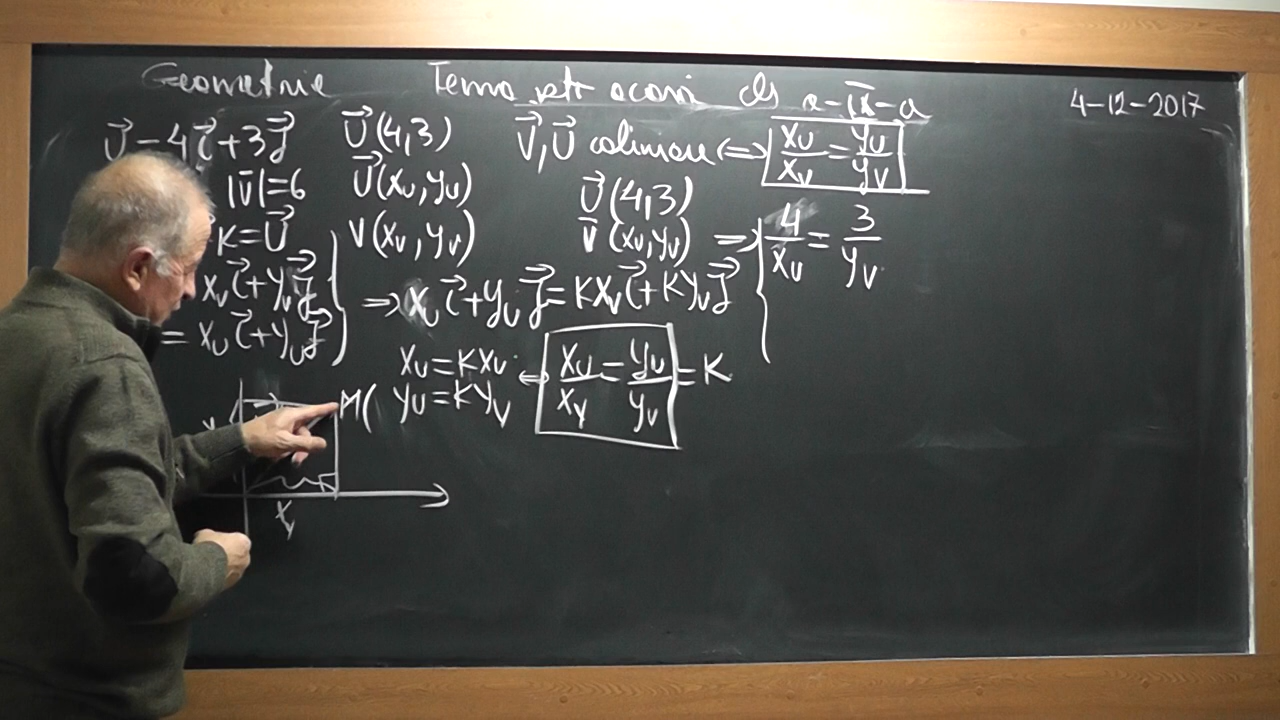 Geometrie Tema ptr acasă cls a-IX-a 4-12-2017
U⃗=4i⃗+3j⃗ U⃗(4,3) V⃗,U⃗ coliniare ⇔ xu/xv=yu/yv
|v̅|=6 U⃗(xu,yu) U⃗(4,3)
K=U⃗ V(xv,yv) v̅(xv,yv) ⇒ { 4/xv=3/yv
xv i⃗+yv j⃗ } ⇒ xu i⃗+yu j⃗=Kxv i⃗+Kyv j⃗
=xu i⃗+yu j⃗
xu=Kxv ⇔ xu/xv=yu/yv=K
M( yu=Kyv
xv